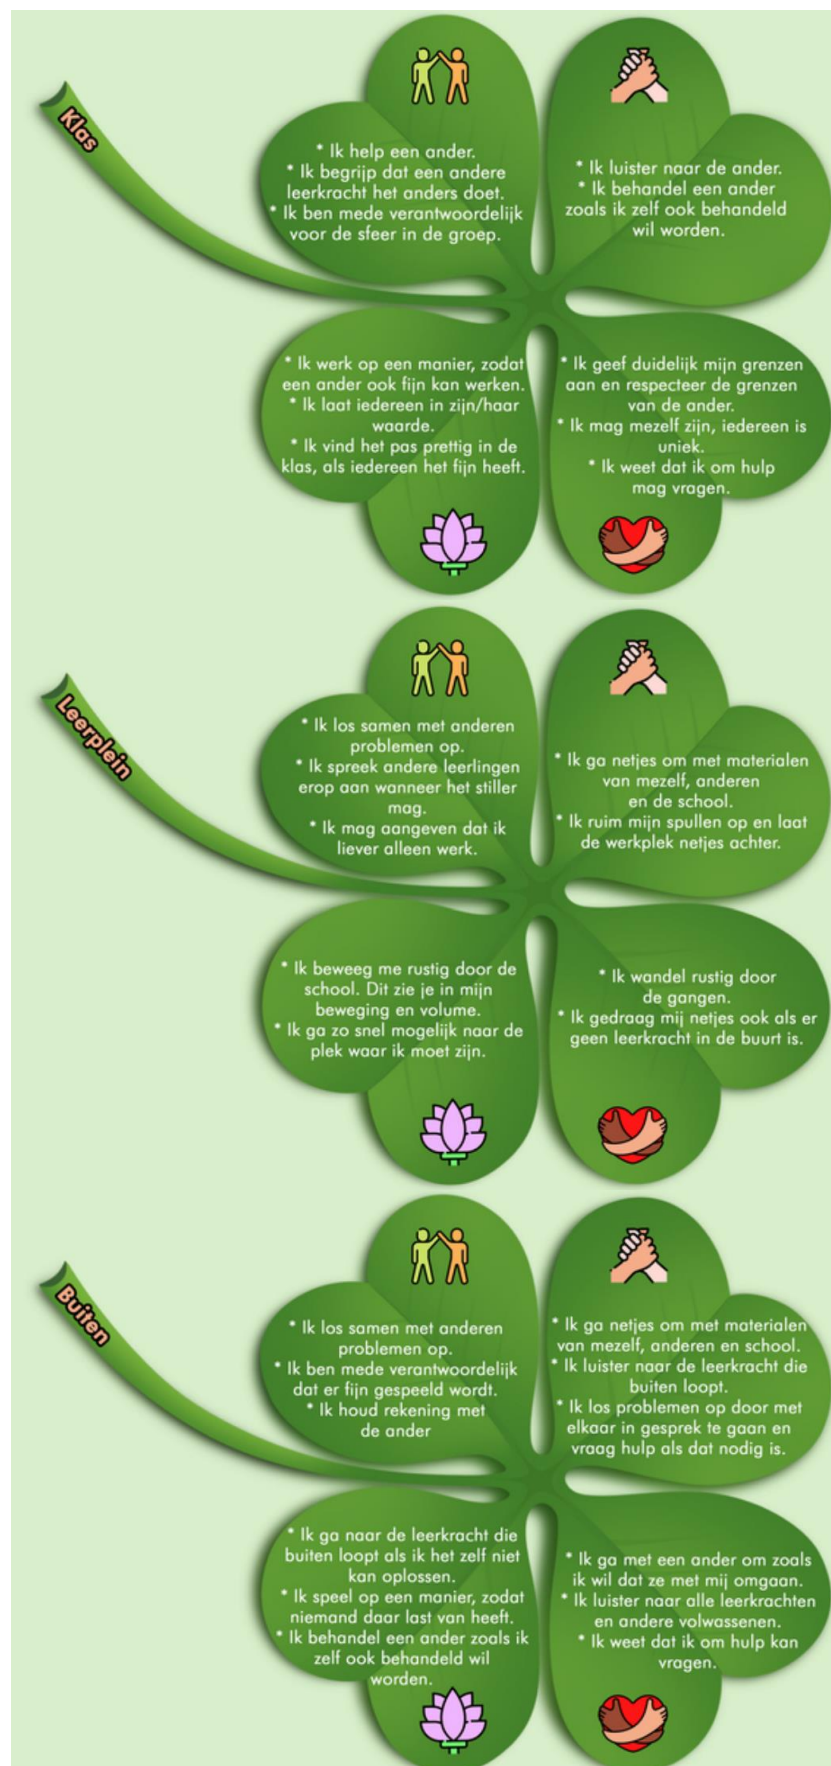 Klas
* Ik help een ander.
* Ik begrijp dat een andere
leerkracht het anders doet.
* Ik ben mede verantwoordelijk
voor de sfeer in de groep.
* Ik luister naar de ander.
* Ik behandel een ander
zoals ik zelf ook behandeld
wil worden.
* Ik werk op een manier, zodat
een ander ook fijn kan werken.
* Ik laat iedereen in zijn/haar
waarde.
* Ik vind het pas prettig in de
klas, als iedereen het fijn heeft.
* Ik geef duidelijk mijn grenzen
aan en respecteer de grenzen
van de ander.
* Ik mag mezelf zijn, iedereen is
uniek.
* Ik weet dat ik om hulp
mag vragen.
Leerplein
* Ik los samen met anderen
problemen op.
* Ik spreek andere leerlingen
erop aan wanneer het stiller
mag.
* Ik mag aangeven dat ik
liever alleen werk.
* Ik ga netjes om met materialen
van mezelf, anderen
en de school.
* Ik ruim mijn spullen op en laat
de werkplek netjes achter.
* Ik beweeg me rustig door de
school. Dit zie je in mijn
beweging en volume.
* Ik ga zo snel mogelijk naar de
plek waar ik moet zijn.
* Ik wandel rustig door
de gangen.
* Ik gedraag mij netjes ook als er
geen leerkracht in de buurt is.
Buiten
* Ik los samen met anderen
problemen op.
* Ik ben mede verantwoordelijk
dat er fijn gespeeld wordt.
* Ik houd rekening met
de ander
* Ik ga netjes om met materialen
van mezelf, anderen en school.
* Ik luister naar de leerkracht die
buiten loopt.
* Ik los problemen op door met
elkaar in gesprek te gaan en
vraag hulp als dat nodig is.
* Ik ga naar de leerkracht die
buiten loopt als ik het zelf niet
kan oplossen.
* Ik speel op een manier, zodat
niemand daar last van heeft.
* Ik behandel een ander zoals ik
zelf ook behandeld wil
worden.
* Ik ga met een ander om zoals
ik wil dat ze met mij omgaan.
* Ik luister naar alle leerkrachten
en andere volwassenen.
* Ik weet dat ik om hulp kan
vragen.